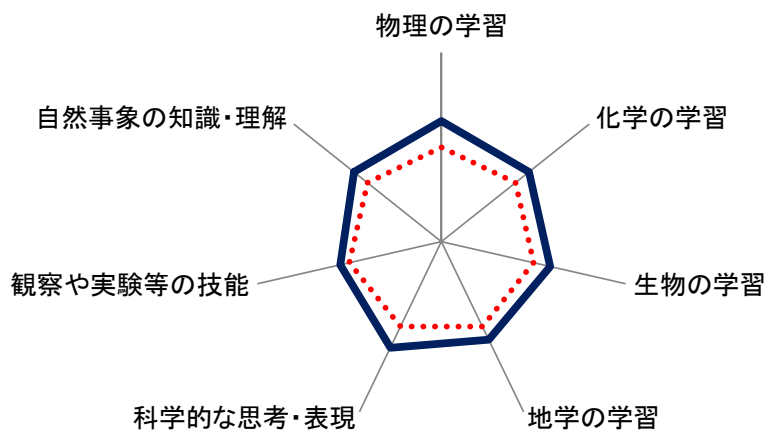 物理の学習
自然事象の知識・理解
化学の学習
観察や実験等の技能
生物の学習
科学的な思考・表現
地学の学習